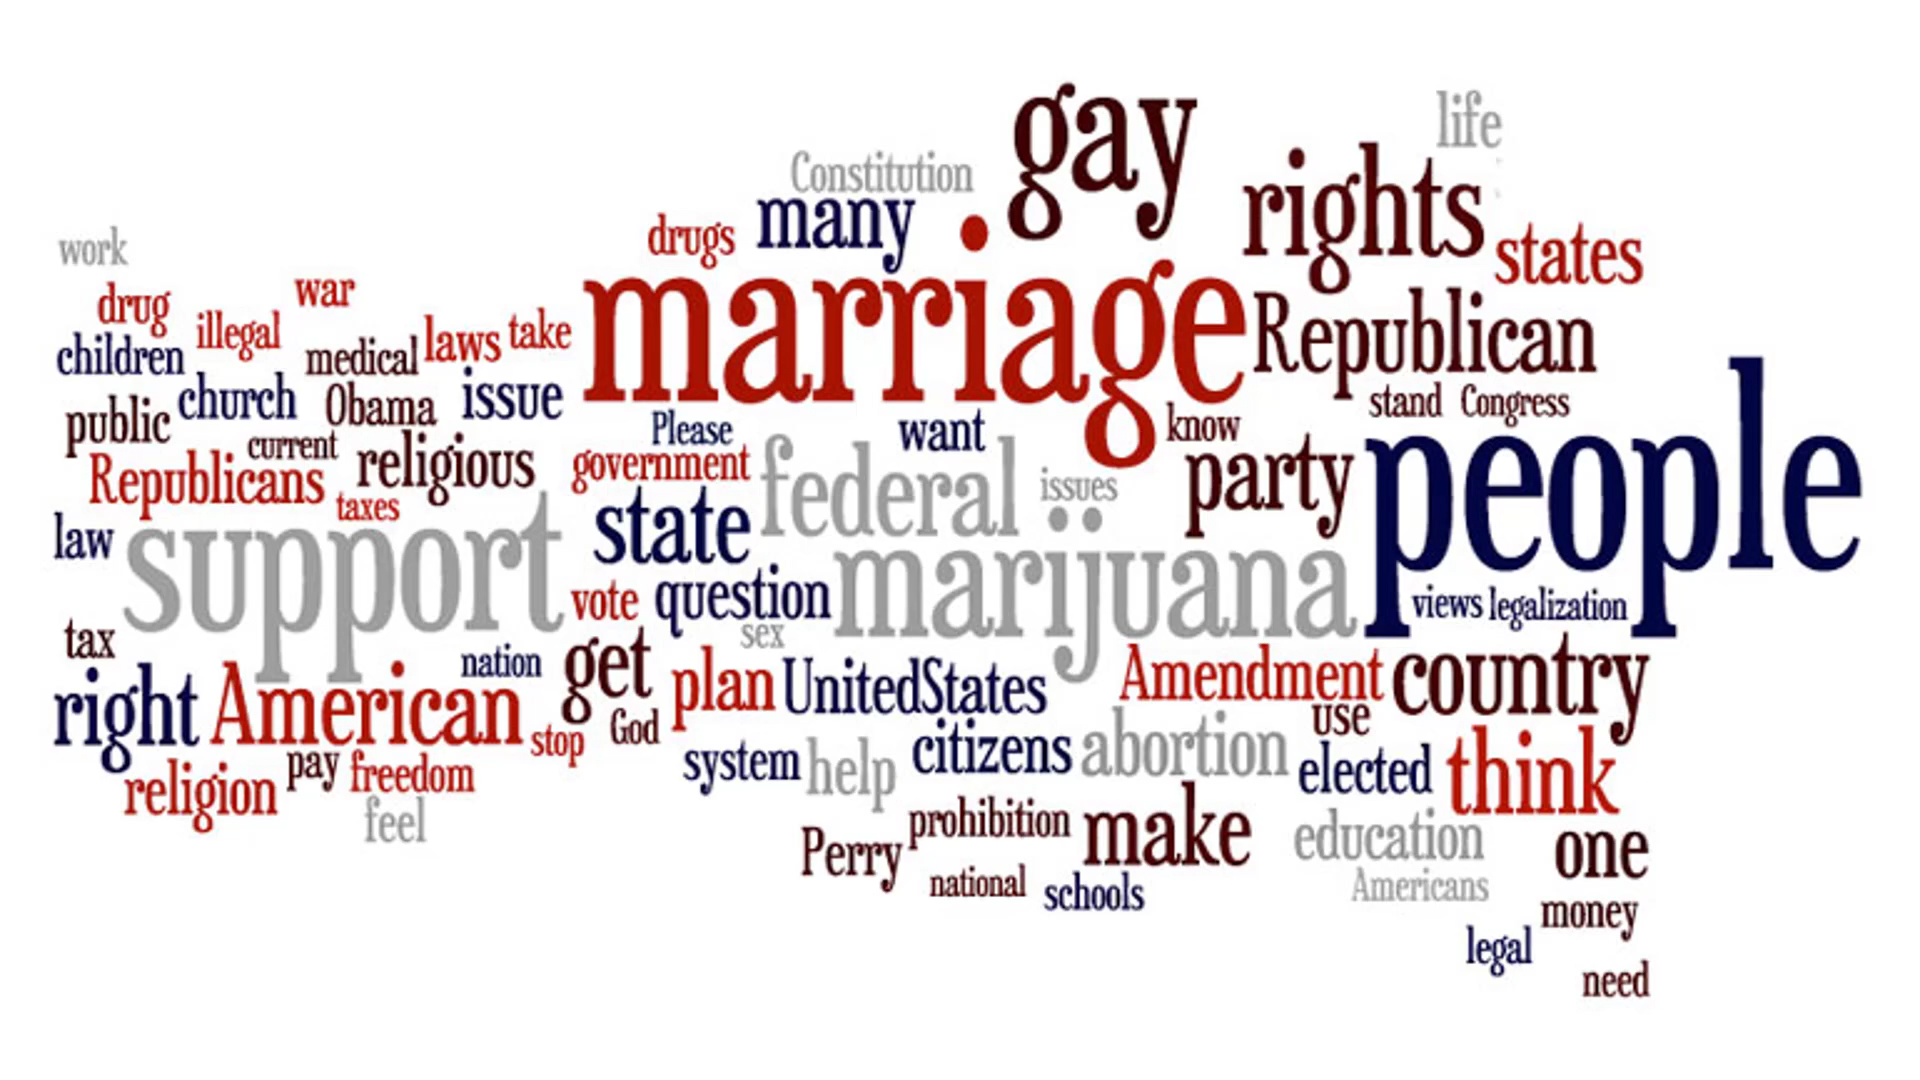 gay
life
Constitution
rights
drugs many
states
work
marriage
war
drug
illegal
Republican
children
medical laws take
public church Obama issue
stand Congress
Please want know
current
people
Republicans religious government federal issues party
taxes
law support state
marijuana
vote question
views legalization
sex
tax
nation get
right American plan UnitedStates Amendment country
use
stop God
system help citizens abortion elected think
religion pay freedom
feel
Perry prohibition make education one
national schools Americans
money
legal
need